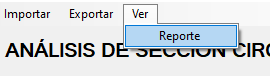 Importar Exportar Ver
Reporte
ANÁLISIS DE SECCIÓN